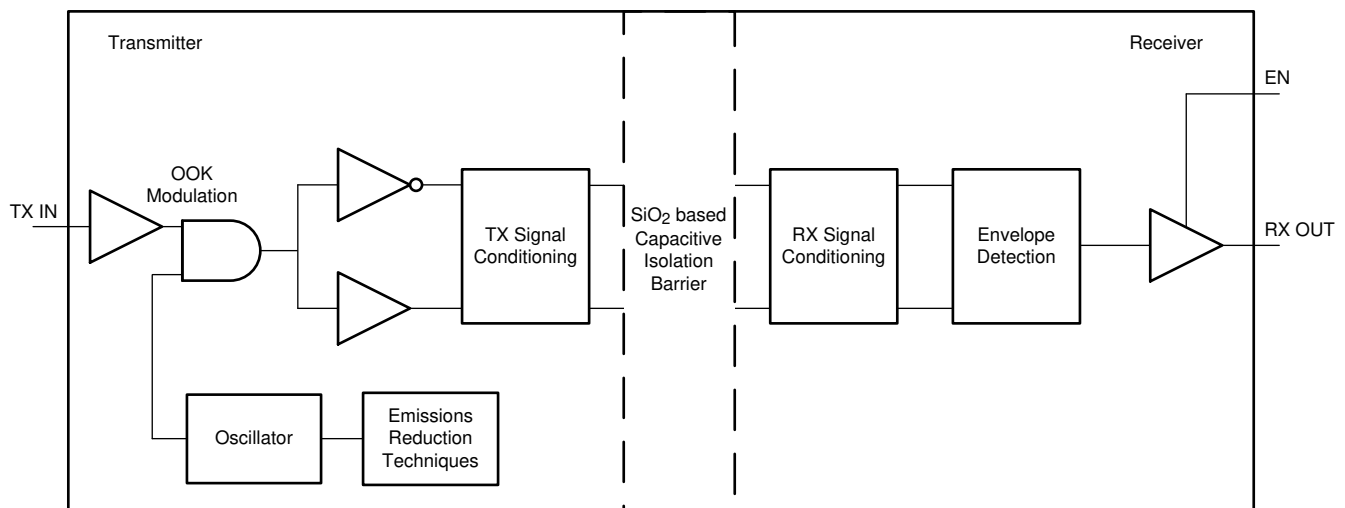 Transmitter
Receiver
EN
OOK
Modulation
TX IN
TX Signal
Conditioning
SiO2 based
Capacitive
Isolation
Barrier
RX Signal
Conditioning
Envelope
Detection
RX OUT
Oscillator
Emissions
Reduction
Techniques